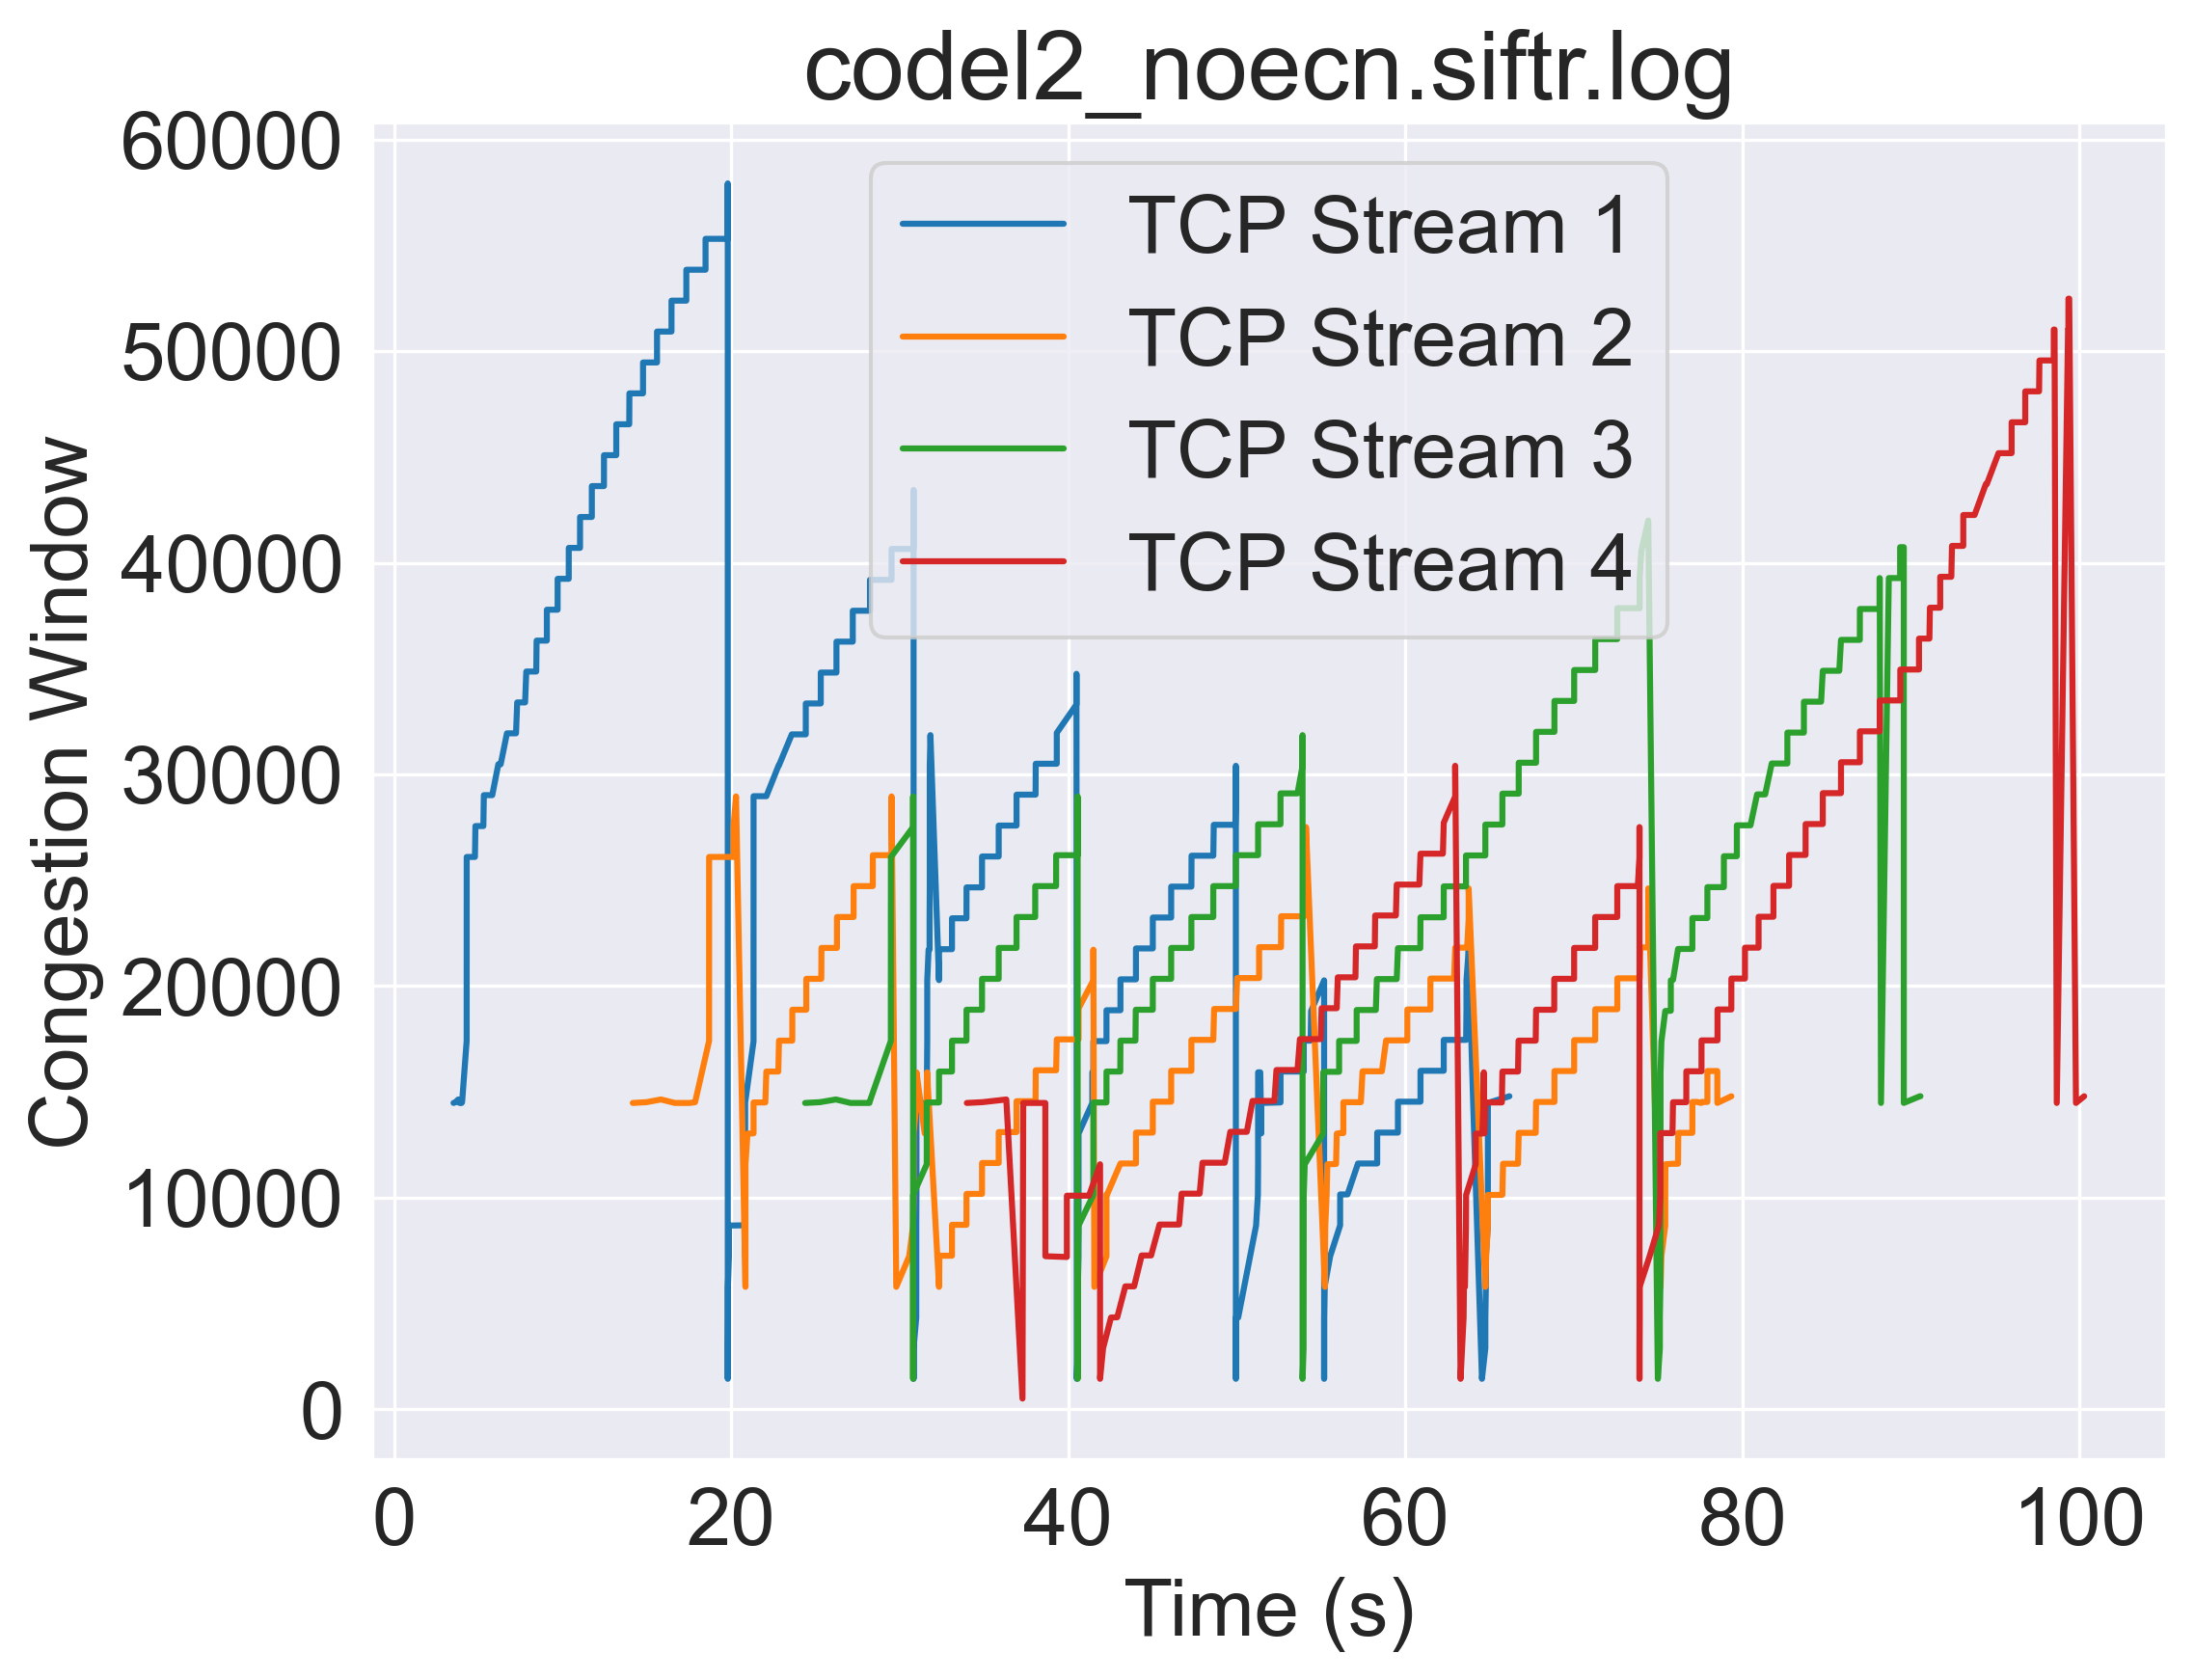 codel2_noecn.siftr.log
Congestion Window
60000
50000
40000
30000
20000
10000
0
TCP Stream 1
TCP Stream 2
TCP Stream 3
TCP Stream 4
0 20 40 60 80 100
Time (s)